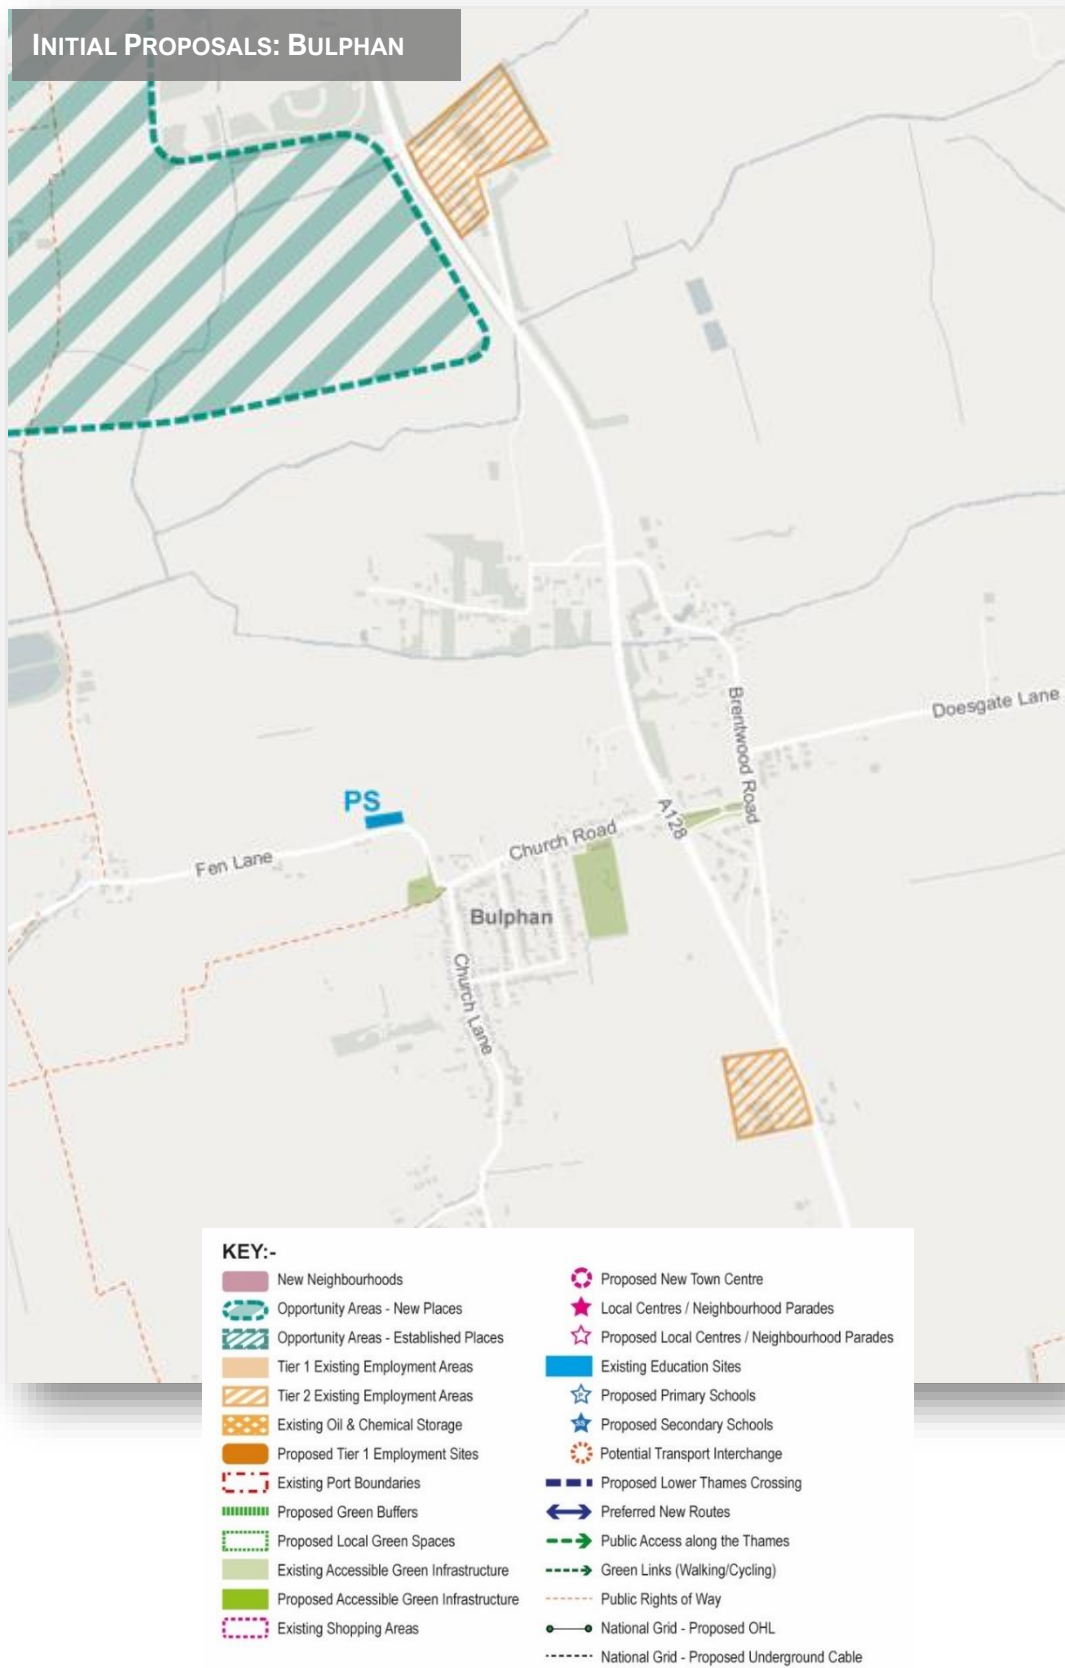 INITIAL PROPOSALS: BULPHAN
Doesgate Lane
Brentwood Road
PS
A128
Church Road
Fen Lane
Bulphan
Church Lane
KEY:-
New Neighbourhoods
Opportunity Areas - New Places
Opportunity Areas - Established Places
Tier 1 Existing Employment Areas
Tier 2 Existing Employment Areas
Existing Oil & Chemical Storage
Proposed Tier 1 Employment Sites
Existing Port Boundaries
Proposed Green Buffers
Proposed Local Green Spaces
Existing Accessible Green Infrastructure
Proposed Accessible Green Infrastructure
Existing Shopping Areas
Proposed New Town Centre
Local Centres / Neighbourhood Parades
Proposed Local Centres / Neighbourhood Parades
Existing Education Sites
P Proposed Primary Schools
SS Proposed Secondary Schools
Potential Transport Interchange
Proposed Lower Thames Crossing
Preferred New Routes
Public Access along the Thames
Green Links (Walking/Cycling)
Public Rights of Way
National Grid - Proposed OHL
National Grid - Proposed Underground Cable